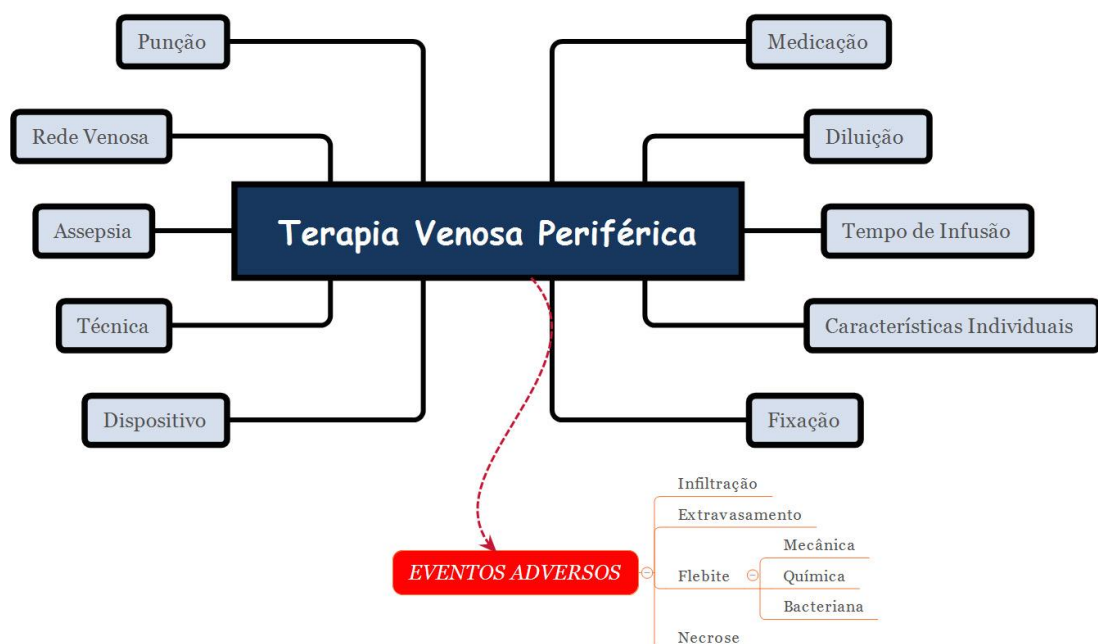 Punção
Medicação
Rede Venosa
Diluição
Assepsia
Terapia Venosa Periférica
Tempo de Infusão
Técnica
Características Individuais
Dispositivo
Fixação
Infiltração
Extravasamento
Mecânica
EVENTOS ADVERSOS
Flebite
Química
Bacteriana
Necrose